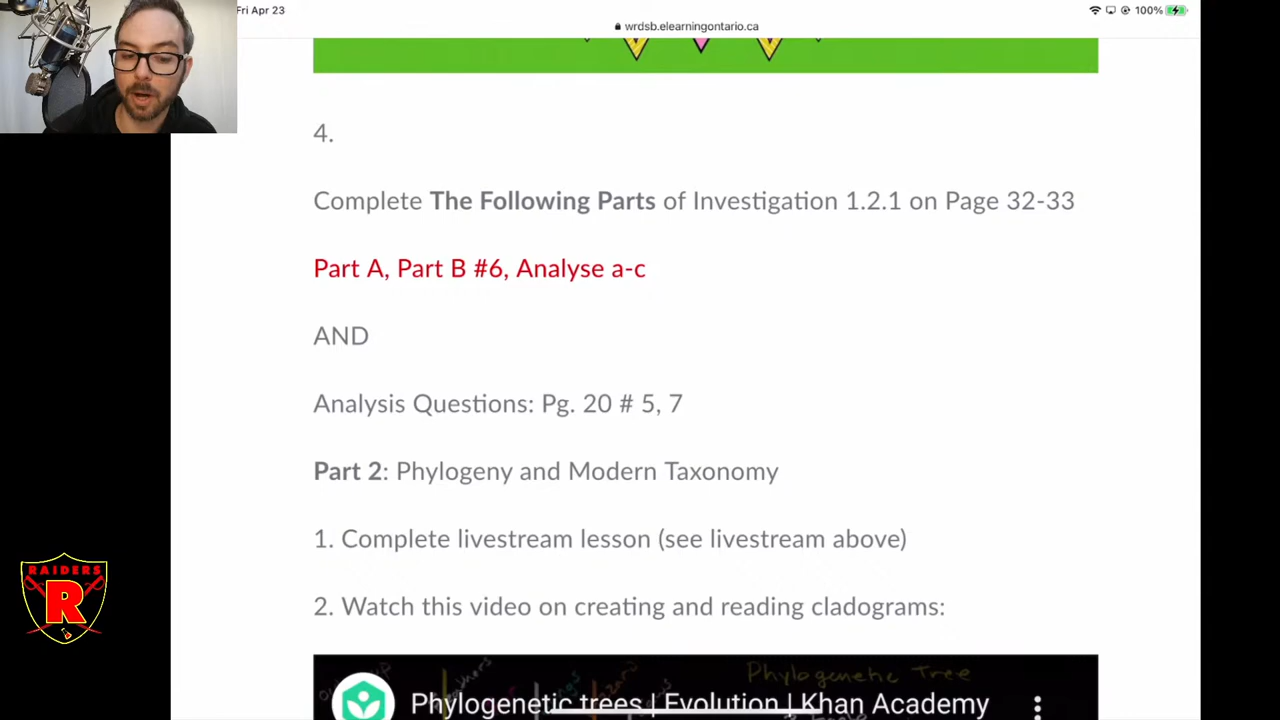 Fri Apr 23
100%
wrdsb.elearningontario.ca
4.
Complete The Following Parts of Investigation 1.2.1 on Page 32-33
Part A, Part B #6, Analyse a-c
AND
Analysis Questions: Pg. 20 # 5, 7
Part 2: Phylogeny and Modern Taxonomy
1. Complete livestream lesson (see livestream above)
2. Watch this video on creating and reading cladograms:
Phylogenetic Tree
Phylogenetic trees | Evolution | Khan Academy
RAIDERS
R